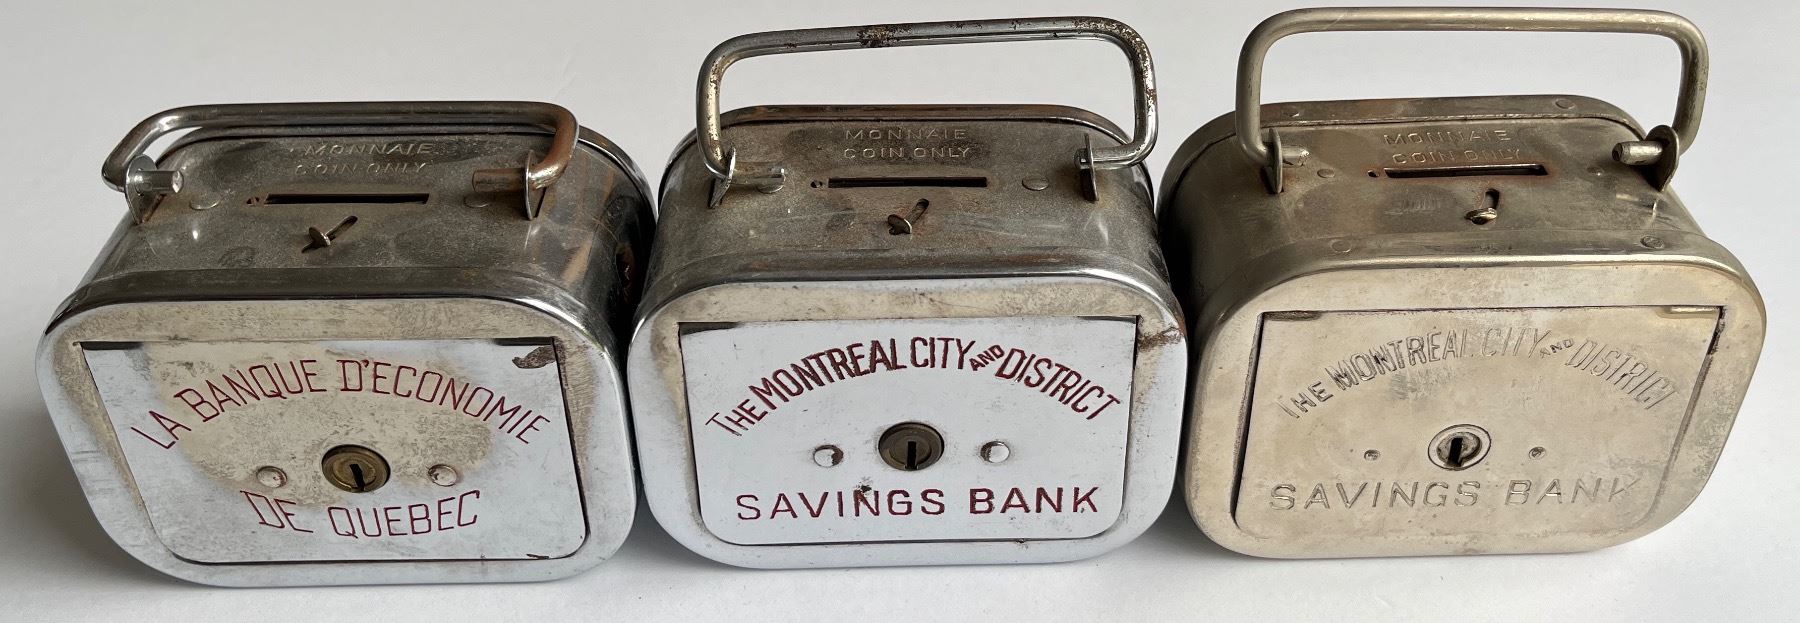 MONNAIE
COIN ONLY
LA BANQUE D'ECONOMIE
DE QUEBEC
MONNAIE
COIN ONLY
THE MONTREAL CITY AND DISTRICT
SAVINGS BANK
MONNAIE
COIN ONLY
THE MONTREAL CITY AND DISTRICT
SAVINGS BANK